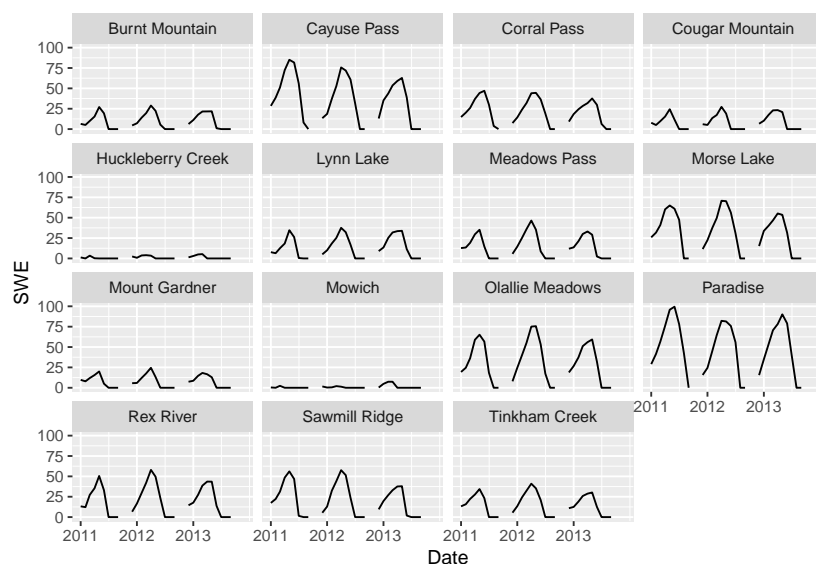 Burnt Mountain Cayuse Pass Corral Pass Cougar Mountain
100
75
50
25
0
Huckleberry Creek Lynn Lake Meadows Pass Morse Lake
100
75
50
25
0
SWE
Mount Gardner Mowich Olallie Meadows Paradise
100
75
50
25
0
2011 2012 2013
Rex River Sawmill Ridge Tinkham Creek
100
75
50
25
0
2011 2012 2013 2011 2012 2013 2011 2012 2013
Date